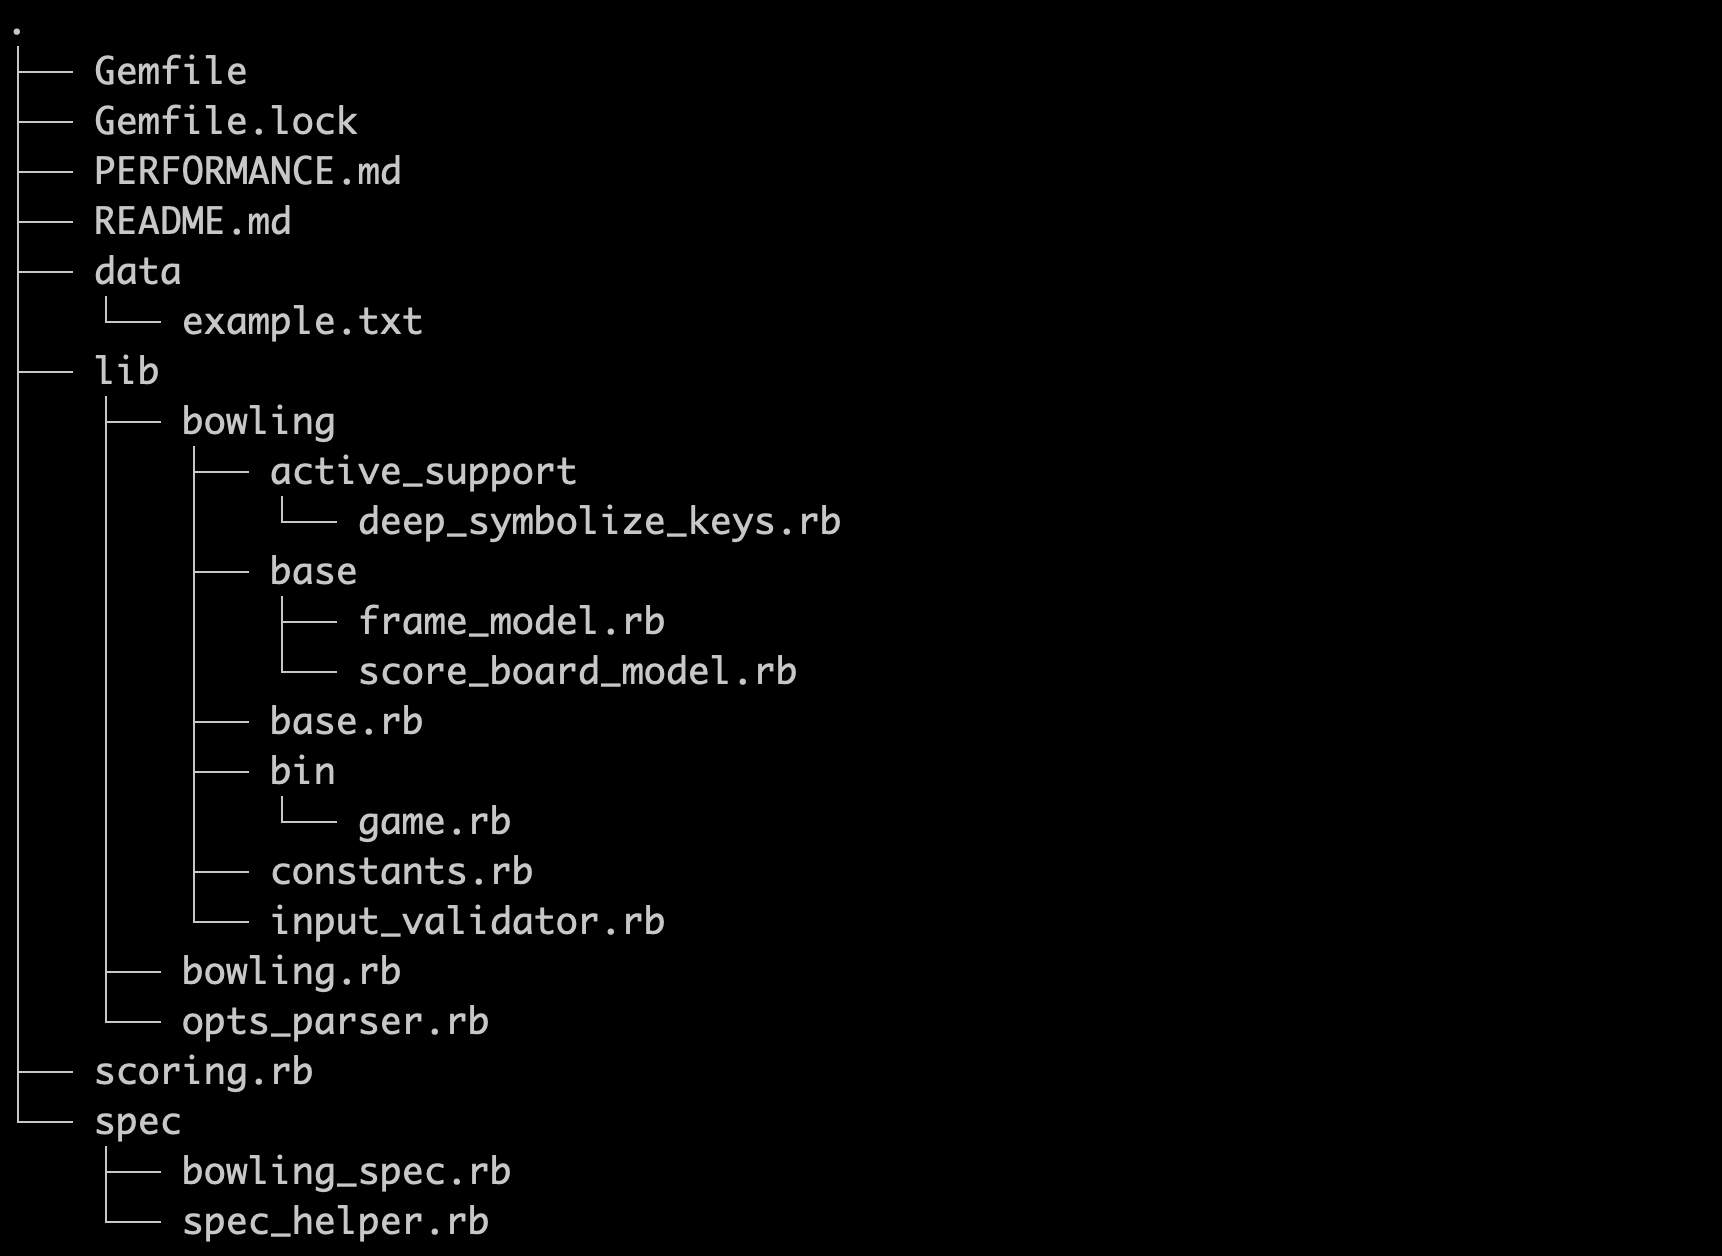 .
├── Gemfile
├── Gemfile.lock
├── PERFORMANCE.md
├── README.md
├── data
│   └── example.txt
├── lib
│   ├── bowling
│   │   ├── active_support
│   │   │   └── deep_symbolize_keys.rb
│   │   ├── base
│   │   │   ├── frame_model.rb
│   │   │   └── score_board_model.rb
│   │   ├── base.rb
│   │   ├── bin
│   │   │   └── game.rb
│   │   ├── constants.rb
│   │   └── input_validator.rb
│   ├── bowling.rb
│   └── opts_parser.rb
├── scoring.rb
└── spec
    ├── bowling_spec.rb
    └── spec_helper.rb